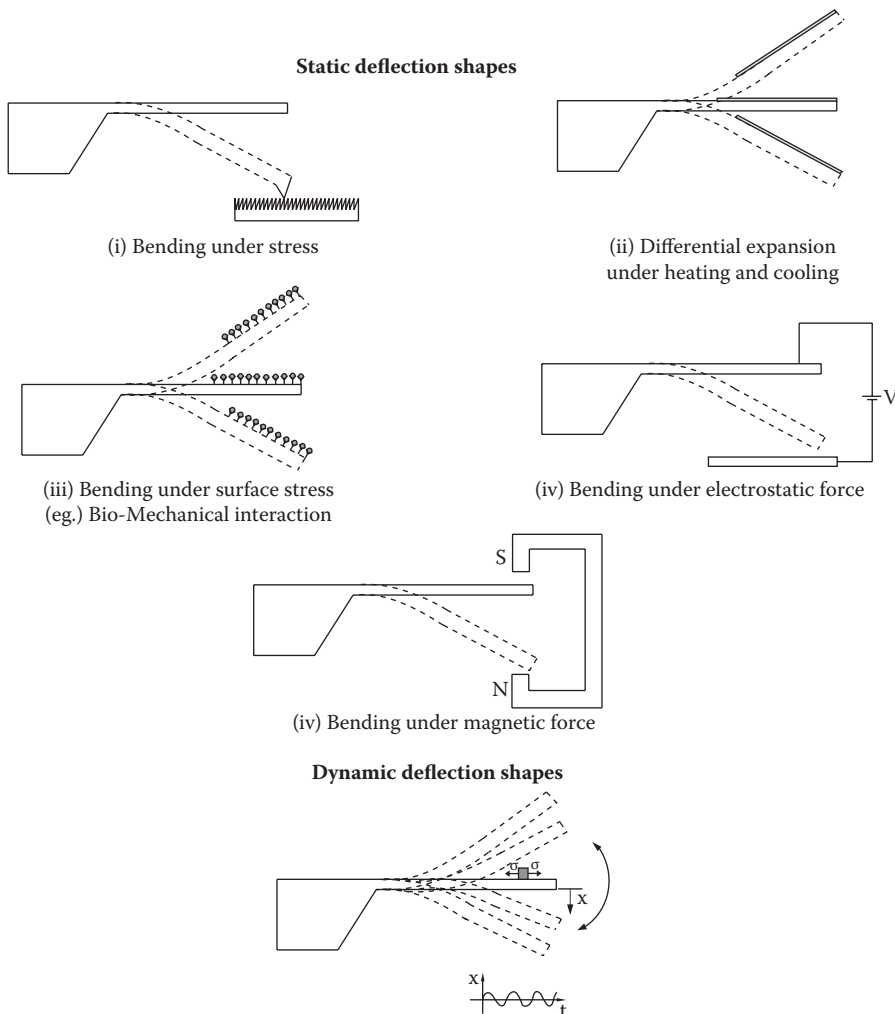 Static deflection shapes
(i) Bending under stress
(ii) Differential expansion
under heating and cooling
(iii) Bending under surface stress
(eg.) Bio-Mechanical interaction
V
(iv) Bending under electrostatic force
S
N
(iv) Bending under magnetic force
Dynamic deflection shapes
σ σ
x
x
t